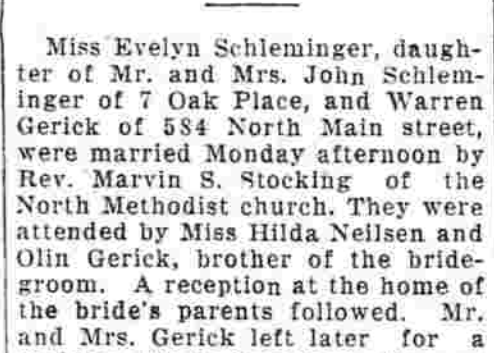 Miss Evelyn Schleminger, daugh-
ter of Mr. and Mrs. John Schlem-
inger of 7 Oak Place, and Warren
Gerick of 584 North Main street,
were married Monday afternoon by
Rev. Marvin S. Stocking of the
North Methodist church. They were
attended by Miss Hilda Neilsen and
Olin Gerick, brother of the bride-
groom. A reception at the home of
the bride's parents followed. Mr.
and Mrs. Gerick left later for a